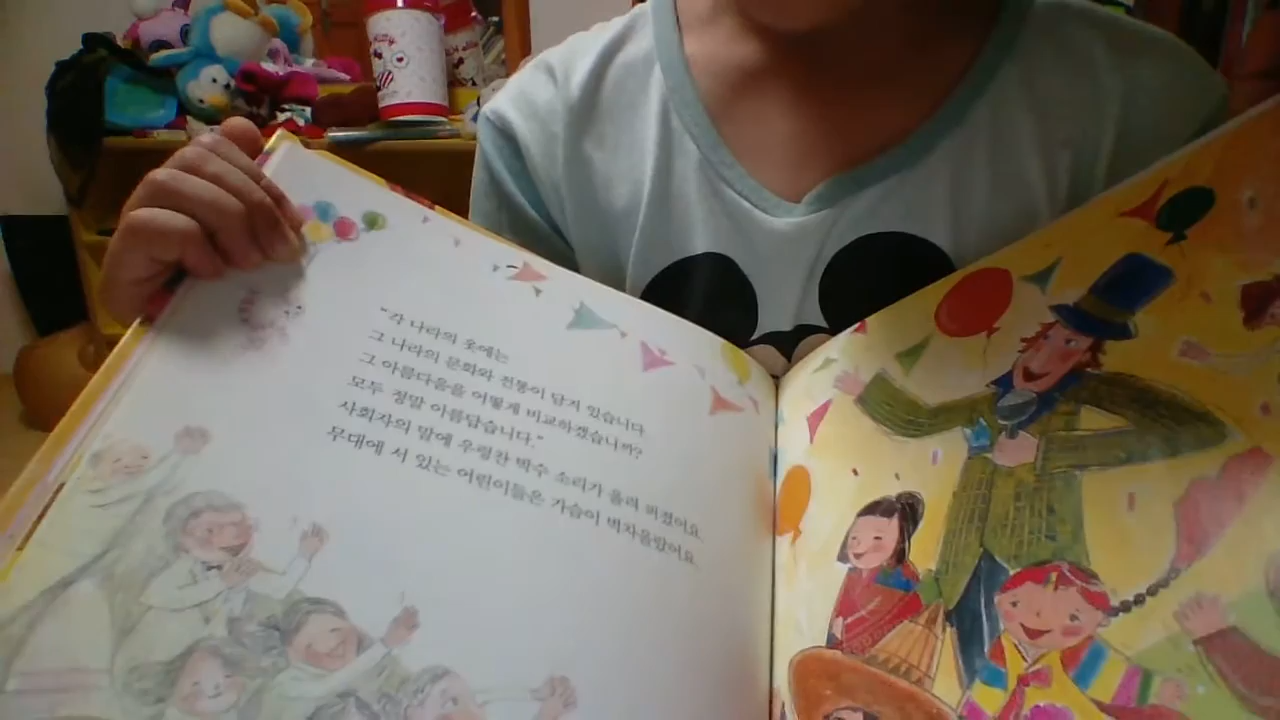 "각 나라의 옷에는
그 나라의 문화와 전통이 담겨 있습니다.
그 아름다움을 어떻게 비교하겠습니까?
모두 정말 아름답습니다."
사회자의 말에 우렁찬 박수 소리가 울려 퍼졌어요.
무대에 서 있는 어린이들은 가슴이 벅차올랐어요.